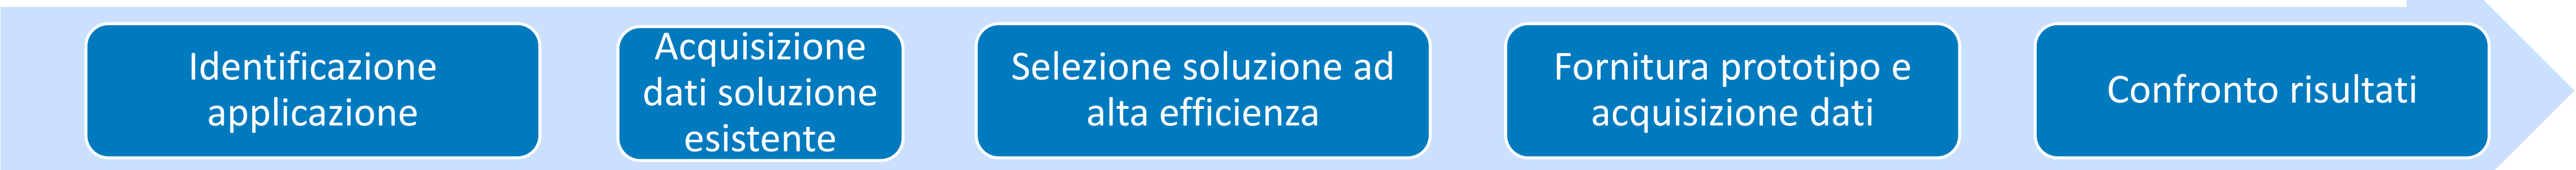 Identificazione
applicazione
Acquisizione
dati soluzione
esistente
Selezione soluzione ad
alta efficienza
Fornitura prototipo e
acquisizione dati
Confronto risultati